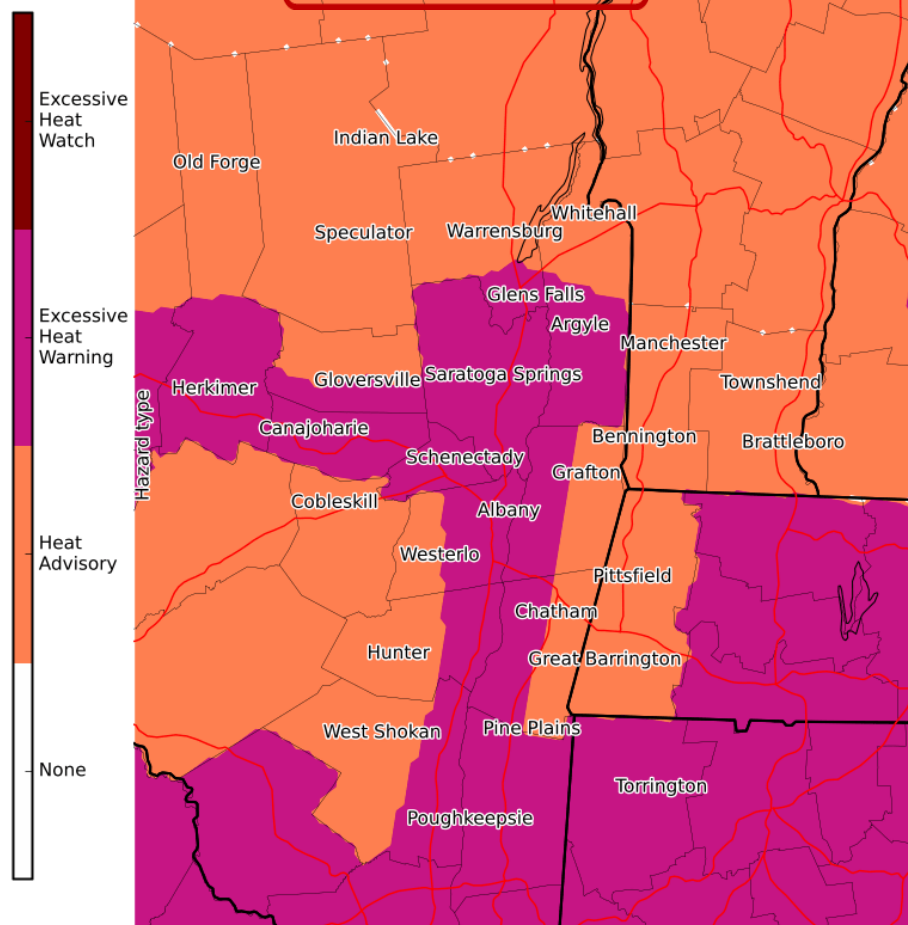 Excessive
Heat
Watch
Excessive
Heat
Warning
Heat
Advisory
None
Hazard type
Indian Lake
Old Forge
Whitehall
Speculator
Warrensburg
Glens Falls
Argyle
Manchester
Saratoga Springs
Gloversville
Townshend
Herkimer
Canajoharie
Bennington
Brattleboro
Schenectady
Grafton
Cobleskill
Albany
Westerlo
Pittsfield
Chatham
Hunter
Great Barrington
Pine Plains
West Shokan
Torrington
Poughkeepsie